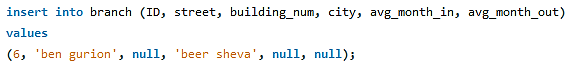 insert into branch (ID, street, building_num, city, avg_month_in, avg_month_out)
values
(6, 'ben gurion', null, 'beer sheva', null, null);